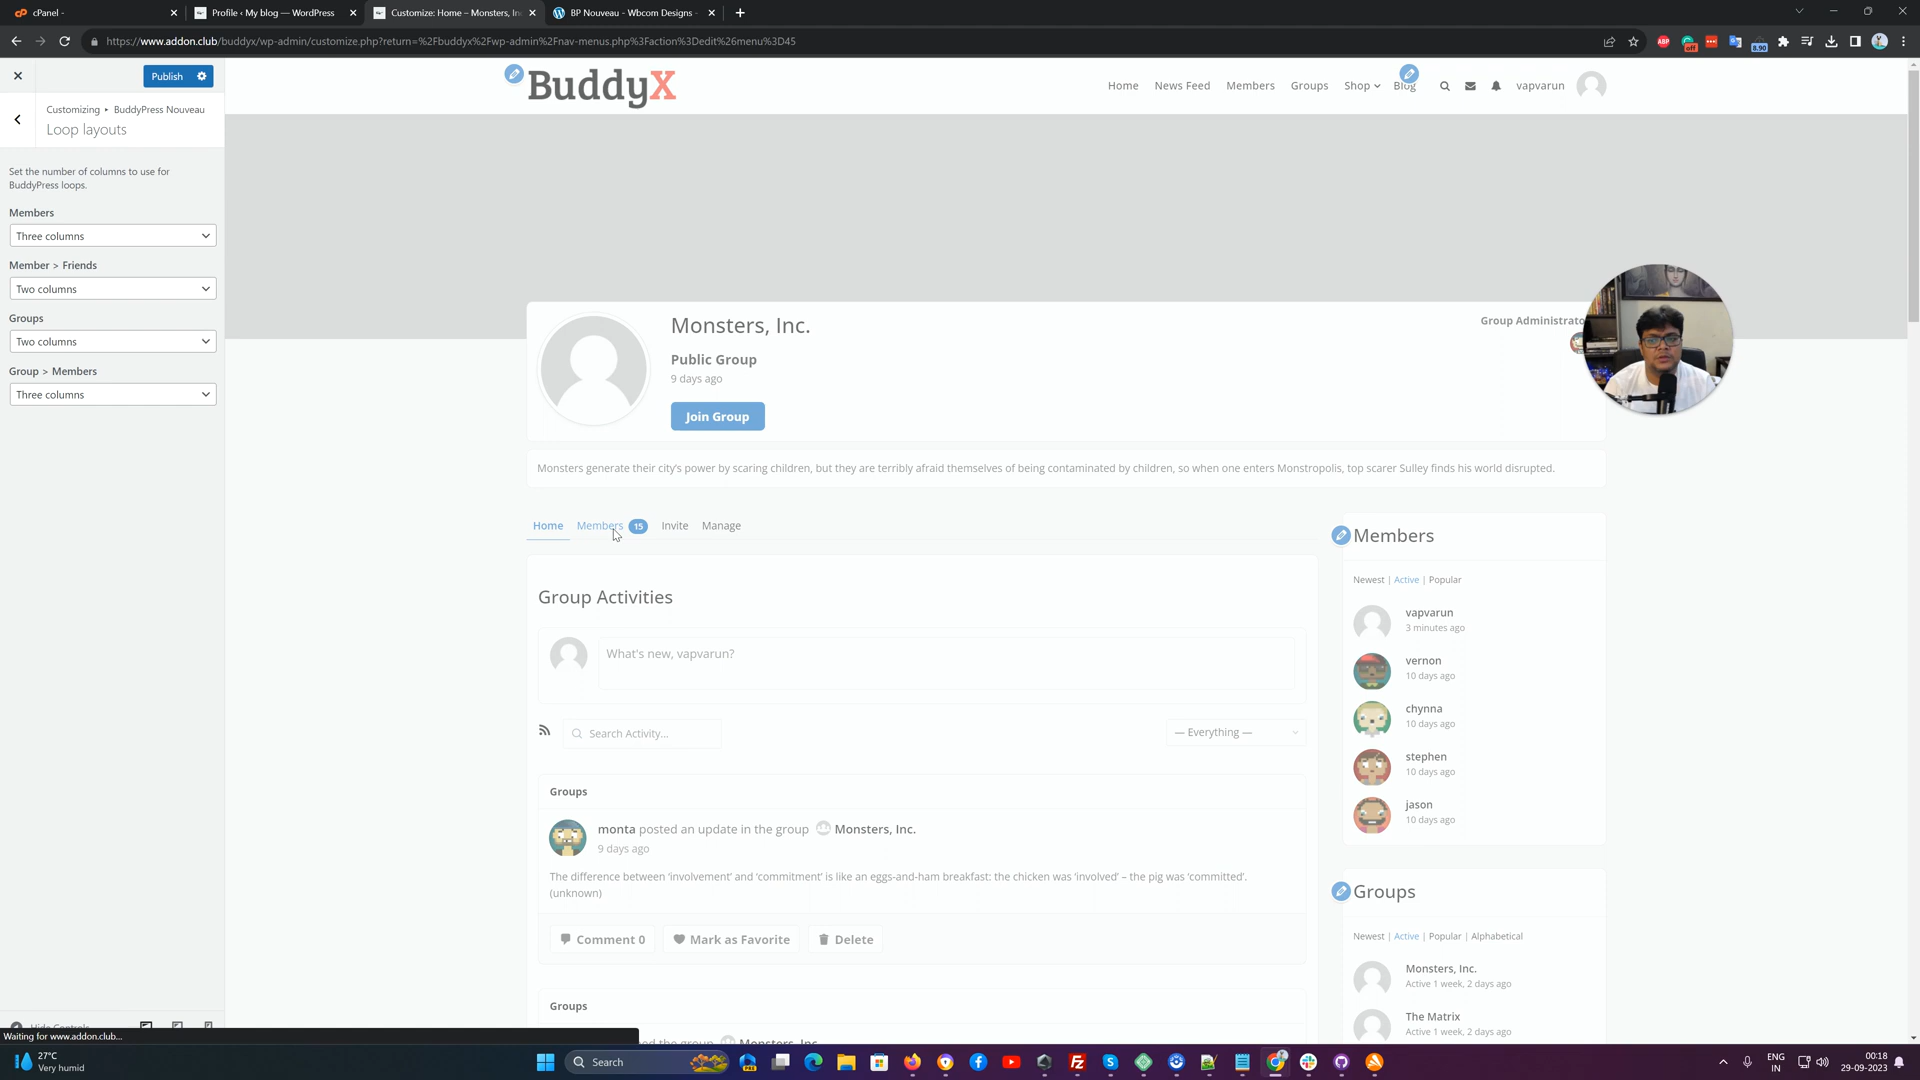 cPanel -
Profile ‹ My blog — WordPress
Customize: Home – Monsters, In
BP Nouveau - Wbcom Designs -
https://www.addon.club/buddyx/wp-admin/customize.php?return=%2Fbuddyx%2Fwp-admin%2Fnav-menus.php%3Faction%3Dedit%26menu%3D45
ABP
off
8.90
Publish
Customizing ▸ BuddyPress Nouveau
Loop layouts
Set the number of columns to use for
BuddyPress loops.
Members
Three columns
Member > Friends
Two columns
Groups
Two columns
Group > Members
Three columns
Hide Controls
Waiting for www.addon.club...
BuddyX
Home News Feed Members Groups Shop Blog vapvarun
Monsters, Inc.
Public Group
9 days ago
Join Group
Group Administrato
Monsters generate their city's power by scaring children, but they are terribly afraid themselves of being contaminated by children, so when one enters Monstropolis, top scarer Sulley finds his world disrupted.
Home Members 15 Invite Manage
Group Activities
What's new, vapvarun?
Search Activity...
— Everything —
Groups
monta posted an update in the group Monsters, Inc.
9 days ago
The difference between 'involvement' and 'commitment' is like an eggs-and-ham breakfast: the chicken was 'involved' – the pig was 'committed'.
(unknown)
Comment 0 Mark as Favorite Delete
Groups
ed the group Monsters, Inc.
Members
Newest | Active | Popular
vapvarun
3 minutes ago
vernon
10 days ago
chynna
10 days ago
stephen
10 days ago
jason
10 days ago
Groups
Newest | Active | Popular | Alphabetical
Monsters, Inc.
Active 1 week, 2 days ago
The Matrix
Active 1 week, 2 days ago
27°C
Very humid
Search
PRE
ENG
IN
00:18
29-09-2023